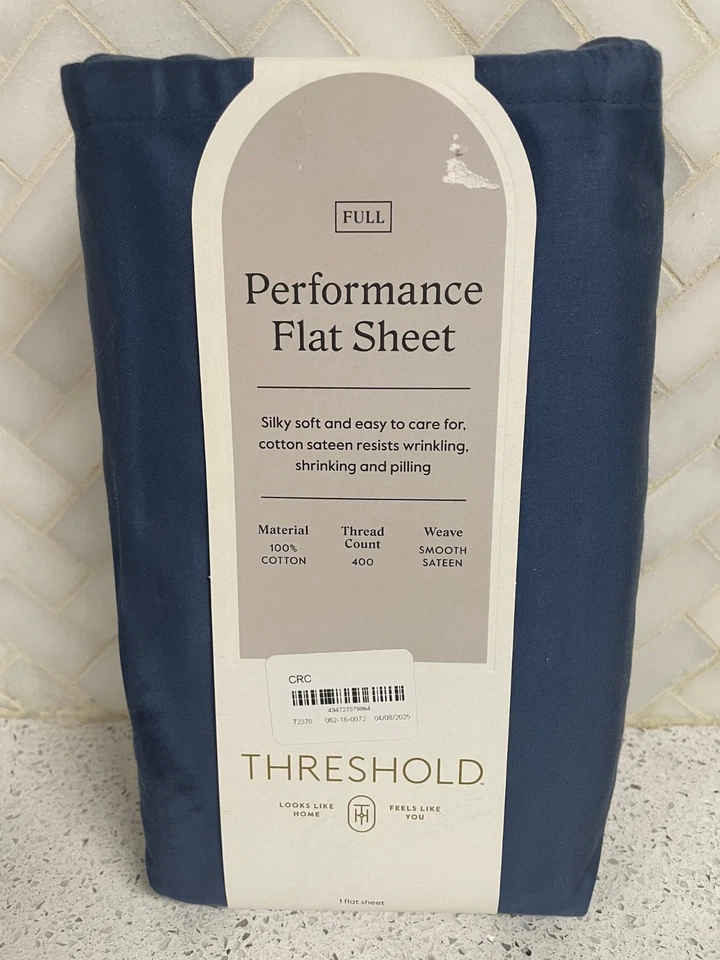 FULL
Performance
Flat Sheet
Silky soft and easy to care for,
cotton sateen resists wrinkling,
shrinking and pilling
Material
100%
COTTON
Thread
Count
400
Weave
SMOOTH
SATEEN
CRC
434727379864
T2370 062-16-0072 04/08/2025
THRESHOLD™
LOOKS LIKE
HOME
FEELS LIKE
YOU
1 flat sheet